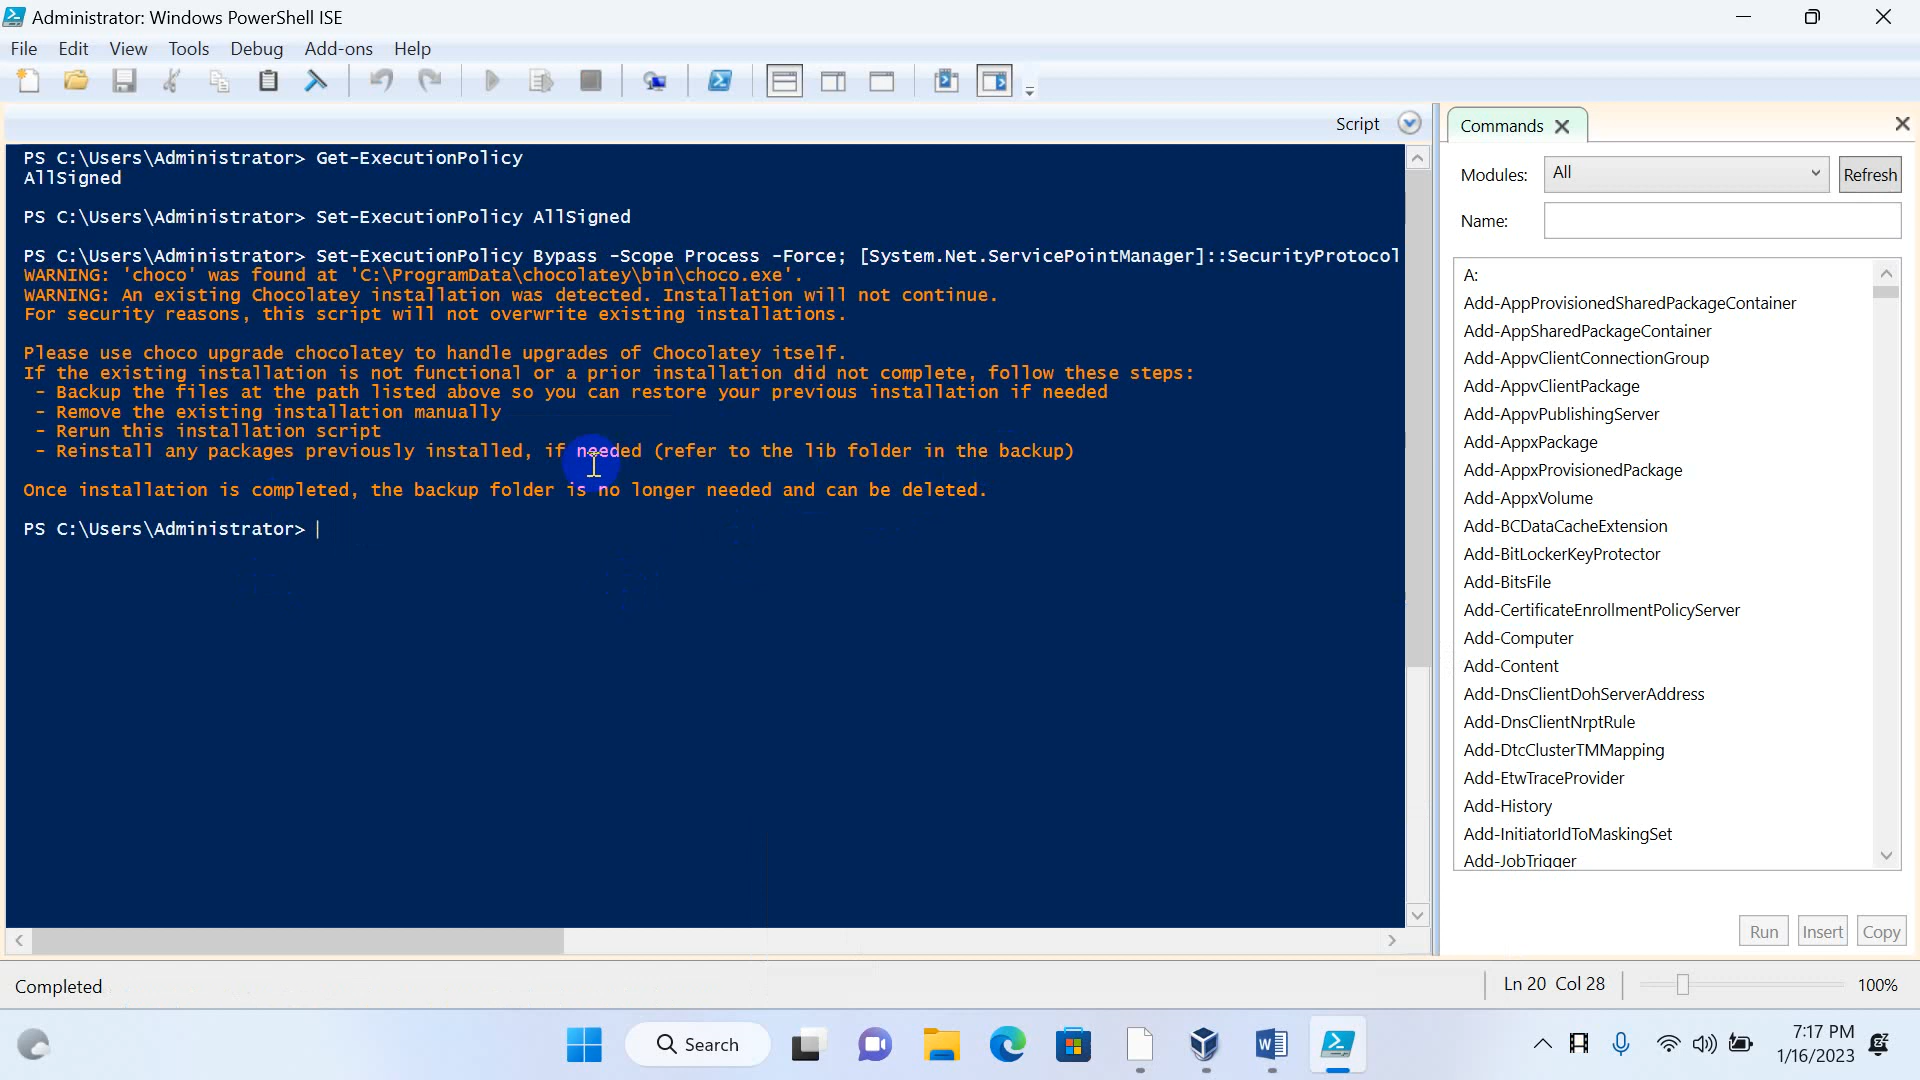 Administrator: Windows PowerShell ISE
File Edit View Tools Debug Add-ons Help
Script
PS C:\Users\Administrator> Get-ExecutionPolicy
AllSigned
PS C:\Users\Administrator> Set-ExecutionPolicy AllSigned
PS C:\Users\Administrator> Set-ExecutionPolicy Bypass -Scope Process -Force; [System.Net.ServicePointManager]::SecurityProtocol
WARNING: 'choco' was found at 'C:\ProgramData\chocolatey\bin\choco.exe'.
WARNING: An existing Chocolatey installation was detected. Installation will not continue.
For security reasons, this script will not overwrite existing installations.
Please use choco upgrade chocolatey to handle upgrades of Chocolatey itself.
If the existing installation is not functional or a prior installation did not complete, follow these steps:
- Backup the files at the path listed above so you can restore your previous installation if needed
- Remove the existing installation manually
- Rerun this installation script
- Reinstall any packages previously installed, if needed (refer to the lib folder in the backup)
Once installation is completed, the backup folder is no longer needed and can be deleted.
PS C:\Users\Administrator>
Commands
Modules: All Refresh
Name:
A:
Add-AppProvisionedSharedPackageContainer
Add-AppSharedPackageContainer
Add-AppvClientConnectionGroup
Add-AppvClientPackage
Add-AppvPublishingServer
Add-AppxPackage
Add-AppxProvisionedPackage
Add-AppxVolume
Add-BCDataCacheExtension
Add-BitLockerKeyProtector
Add-BitsFile
Add-CertificateEnrollmentPolicyServer
Add-Computer
Add-Content
Add-DnsClientDohServerAddress
Add-DnsClientNrptRule
Add-DtcClusterTMMapping
Add-EtwTraceProvider
Add-History
Add-InitiatorIdToMaskingSet
Add-JobTrigger
Run Insert Copy
Completed
Ln 20 Col 28
100%
Search
7:17 PM
1/16/2023